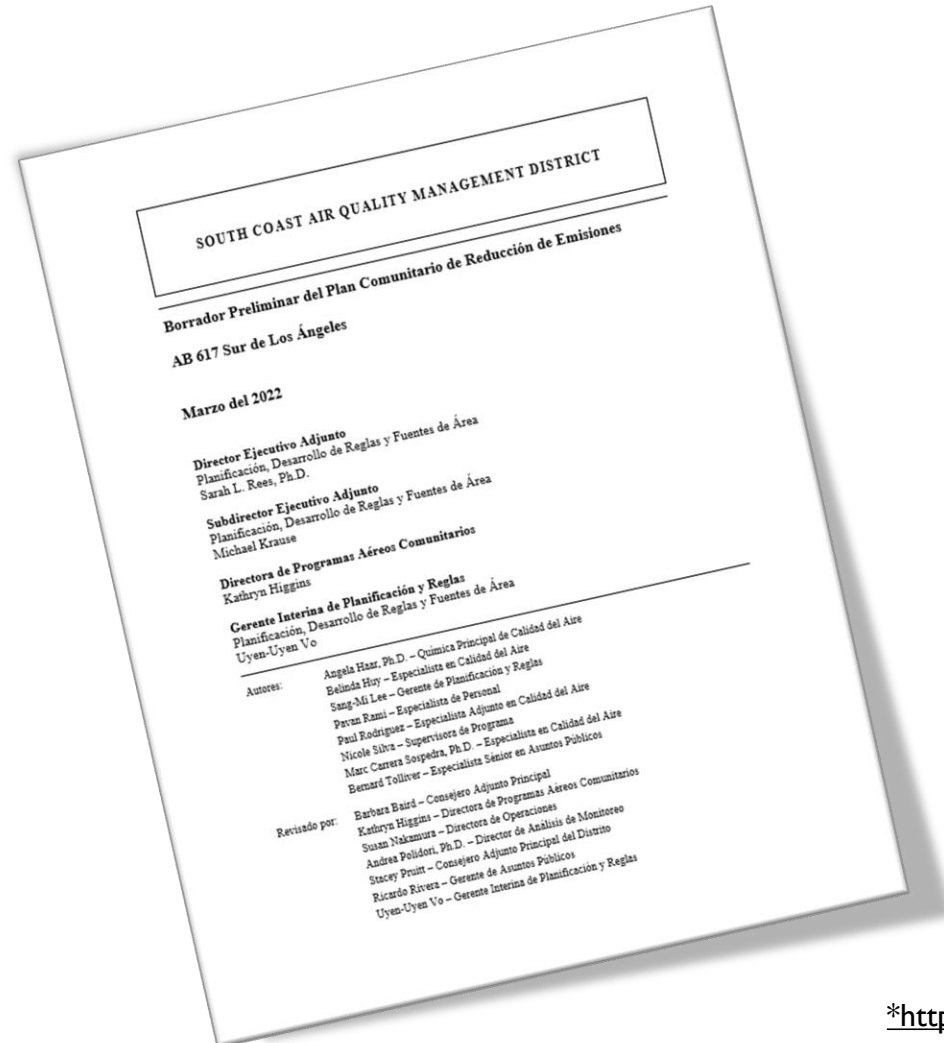 SOUTH COAST AIR QUALITY MANAGEMENT DISTRICT
Borrador Preliminar del Plan Comunitario de Reducción de Emisiones
AB 617 Sur de Los Ángeles
Marzo del 2022
Director Ejecutivo Adjunto
Planificación, Desarrollo de Reglas y Fuentes de Área
Sarah L. Rees, Ph.D.
Subdirector Ejecutivo Adjunto
Planificación, Desarrollo de Reglas y Fuentes de Área
Michael Krause
Directora de Programas Aéreos Comunitarios
Kathryn Higgins
Gerente Interina de Planificación y Reglas
Planificación, Desarrollo de Reglas y Fuentes de Área
Uyen-Uyen Vo
Autores: Angela Haar, Ph.D. – Química Principal de Calidad del Aire
Belinda Huy – Especialista en Calidad del Aire
Sang-Mi Lee – Gerente de Planificación y Reglas
Pavan Rami – Especialista de Personal
Paul Rodriguez – Especialista Adjunto en Calidad del Aire
Nicole Silva – Supervisora de Programa
Marc Carrera Sospedra, Ph.D. – Especialista en Calidad del Aire
Bernard Tolliver – Especialista Sénior en Asuntos Públicos
Revisado por: Barbara Baird – Consejero Adjunto Principal
Kathryn Higgins – Directora de Programas Aéreos Comunitarios
Susan Nakamura – Directora de Operaciones
Andrea Polidori, Ph.D. – Director de Análisis de Monitoreo
Stacey Pruitt – Consejero Adjunto Principal del Distrito
Ricardo Rivera – Gerente de Asuntos Públicos
Uyen-Uyen Vo – Gerente Interina de Planificación y Reglas
*http